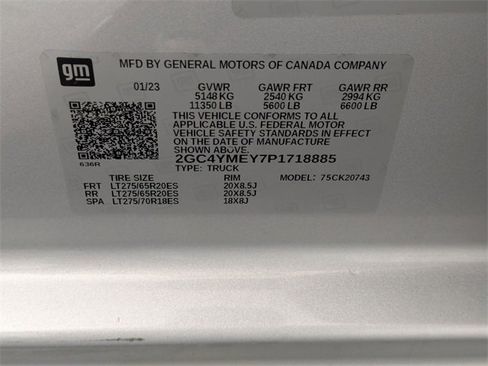 gm
MFD BY GENERAL MOTORS OF CANADA COMPANY
01/23 GVWR GAWR FRT GAWR RR
5148 KG 2540 KG 2994 KG
11350 LB 5600 LB 6600 LB
THIS VEHICLE CONFORMS TO ALL
APPLICABLE U.S. FEDERAL MOTOR
VEHICLE SAFETY STANDARDS IN EFFECT
ON THE DATE OF MANUFACTURE
SHOWN ABOVE.
2GC4YMEY7P1718885
TYPE: TRUCK
636R
TIRE SIZE RIM MODEL: 75CK20743
FRT LT275/65R20ES 20X8.5J
RR LT275/65R20ES 20X8.5J
SPA LT275/70R18ES 18X8J